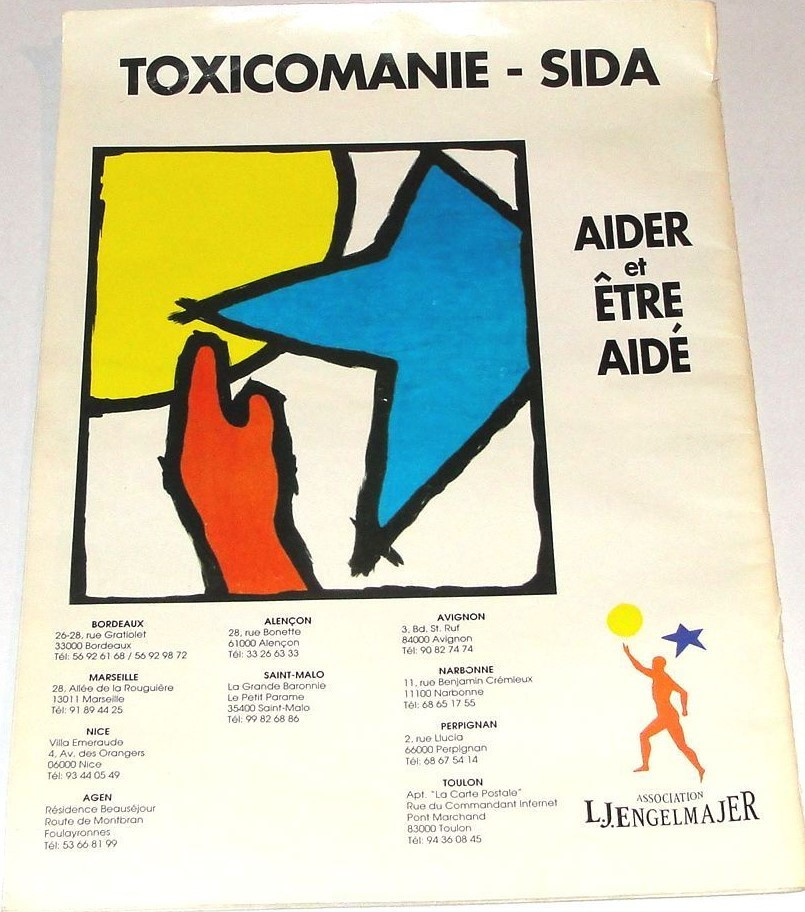 TOXICOMANIE - SIDA
AIDER
et
ÊTRE
AIDÉ
BORDEAUX
26-28, rue Gratiolet
33000 Bordeaux
Tél: 56 92 61 68 / 56 92 98 72
MARSEILLE
28, Allée de la Rouguière
13011 Marseille
Tél: 91 89 44 25
NICE
Villa Emeraude
4, Av. des Orangers
06000 Nice
Tél: 93 44 05 49
AGEN
Résidence Beauséjour
Route de Montbran
Foulayronnes
Tél: 53 66 81 99
ALENÇON
28, rue Bonette
61000 Alençon
Tél: 33 26 63 33
SAINT-MALO
La Grande Baronnie
Le Petit Parame
35400 Saint-Malo
Tél: 99 82 68 86
AVIGNON
3, Bd. St. Ruf
84000 Avignon
Tél: 90 82 74 74
NARBONNE
11, rue Benjamin Crémieux
11100 Narbonne
Tél: 68 65 17 55
PERPIGNAN
2, rue Llucia
66000 Perpignan
Tél: 68 67 54 14
TOULON
Apt. "La Carte Postale"
Rue du Commandant Infernet
Pont Marchand
83000 Toulon
Tél: 94 36 08 45
ASSOCIATION
L.J.ENGELMAJER